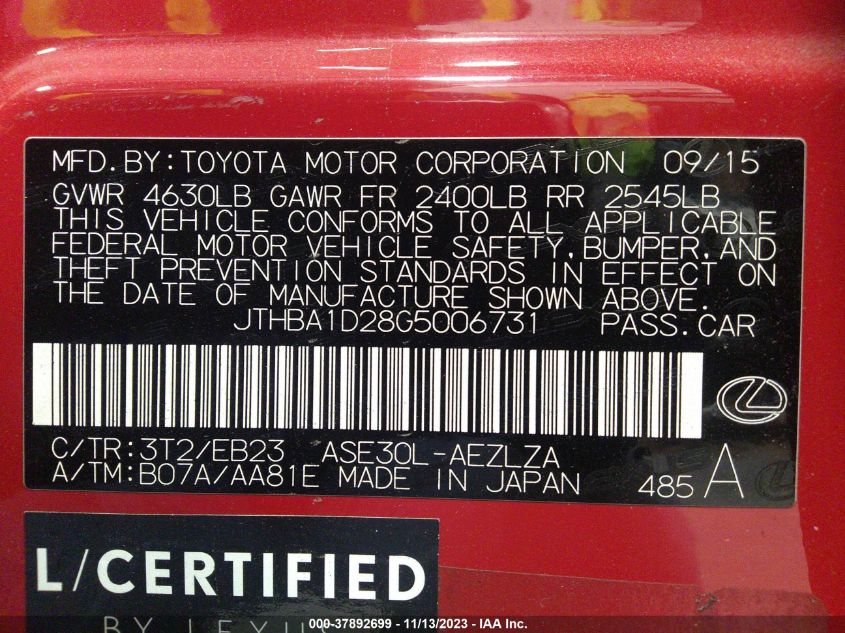 MFD.BY:TOYOTA MOTOR CORPORATION 09/15
GVWR 4630LB GAWR FR 2400LB RR 2545LB
THIS VEHICLE CONFORMS TO ALL APPLICABLE
FEDERAL MOTOR VEHICLE SAFETY,BUMPER,AND
THEFT PREVENTION STANDARDS IN EFFECT ON
THE DATE OF MANUFACTURE SHOWN ABOVE.
JTHBA1D28G5006731 PASS.CAR
C/TR:3T2/EB23 ASE30L-AEZLZA
A/TM:B07A/AA81E MADE IN JAPAN 485 A
L/CERTIFIED
BY LEXUS
000-37892699 - 11/13/2023 - IAA Inc.